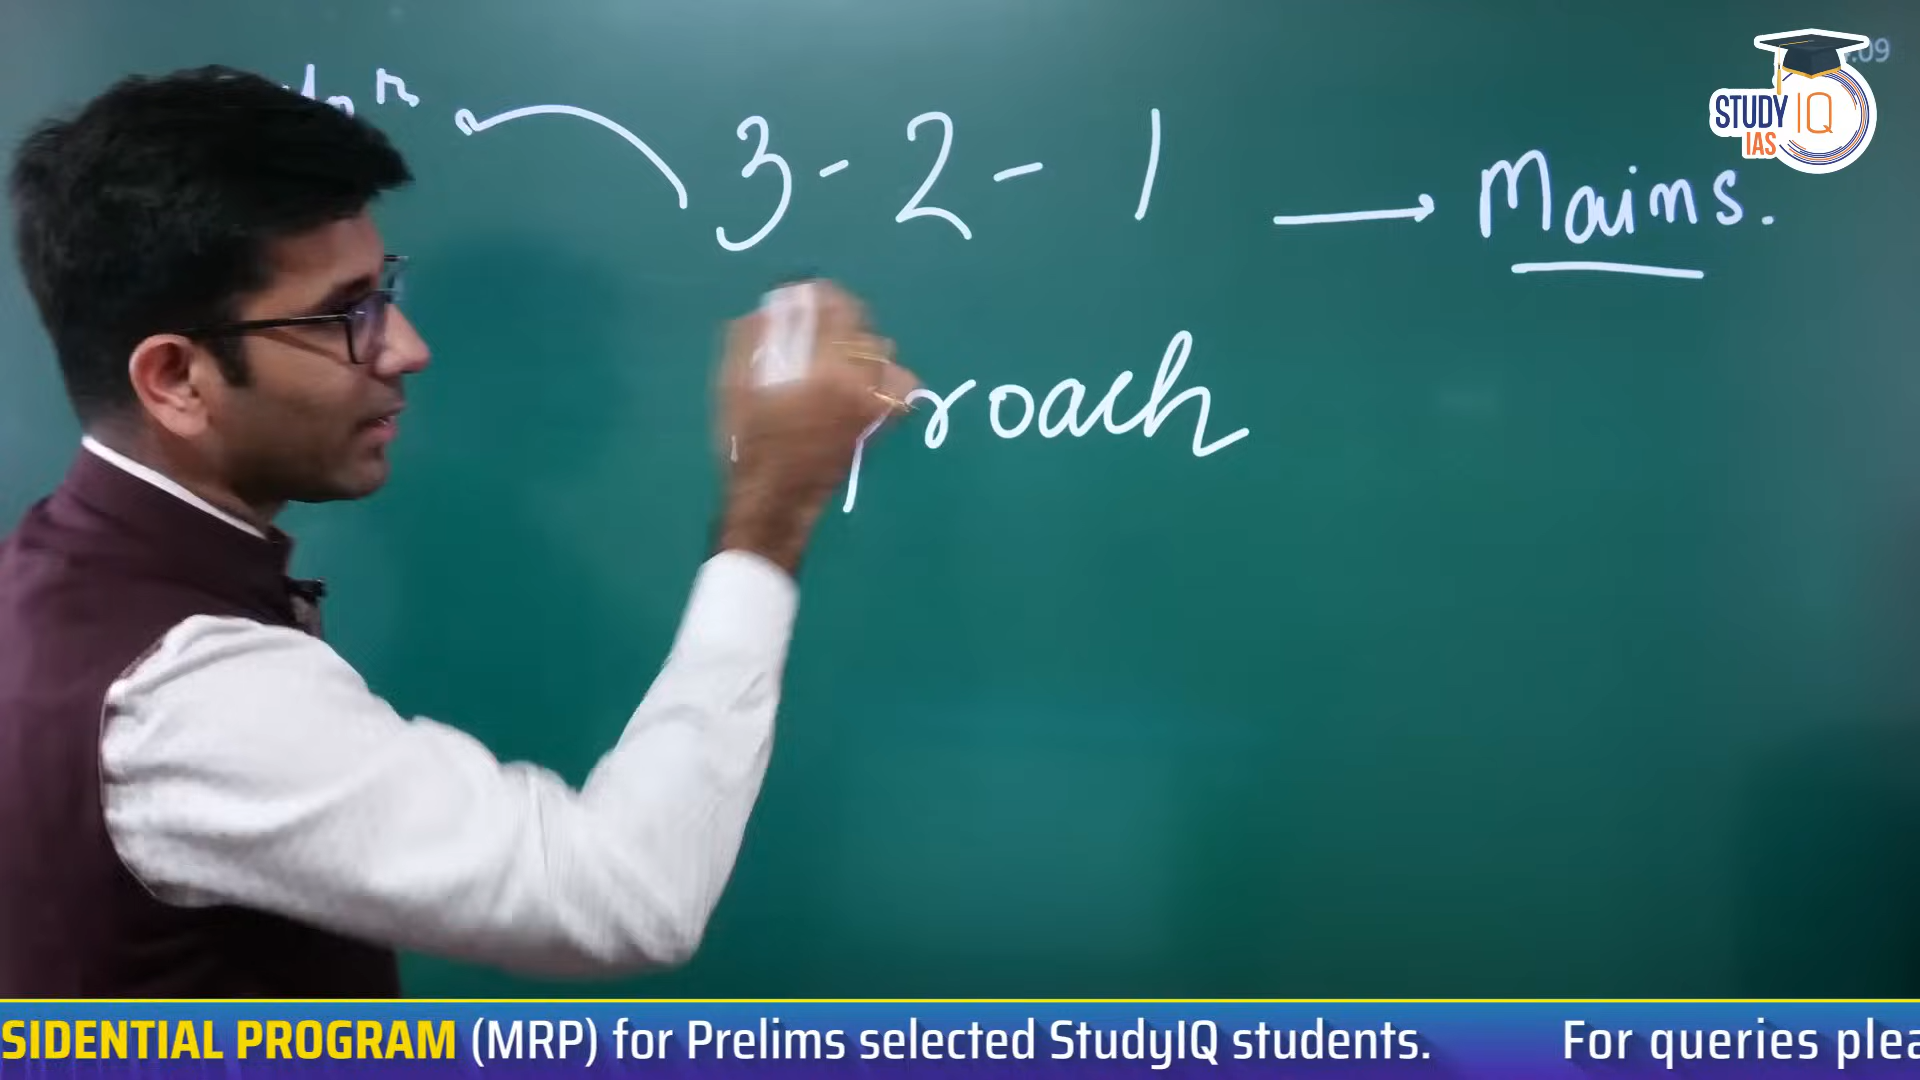 3 - 2 - 1 → Mains.
roach
.09
STUDY IQ
IAS
SIDENTIAL PROGRAM (MRP) for Prelims selected StudyIQ students. For queries plea